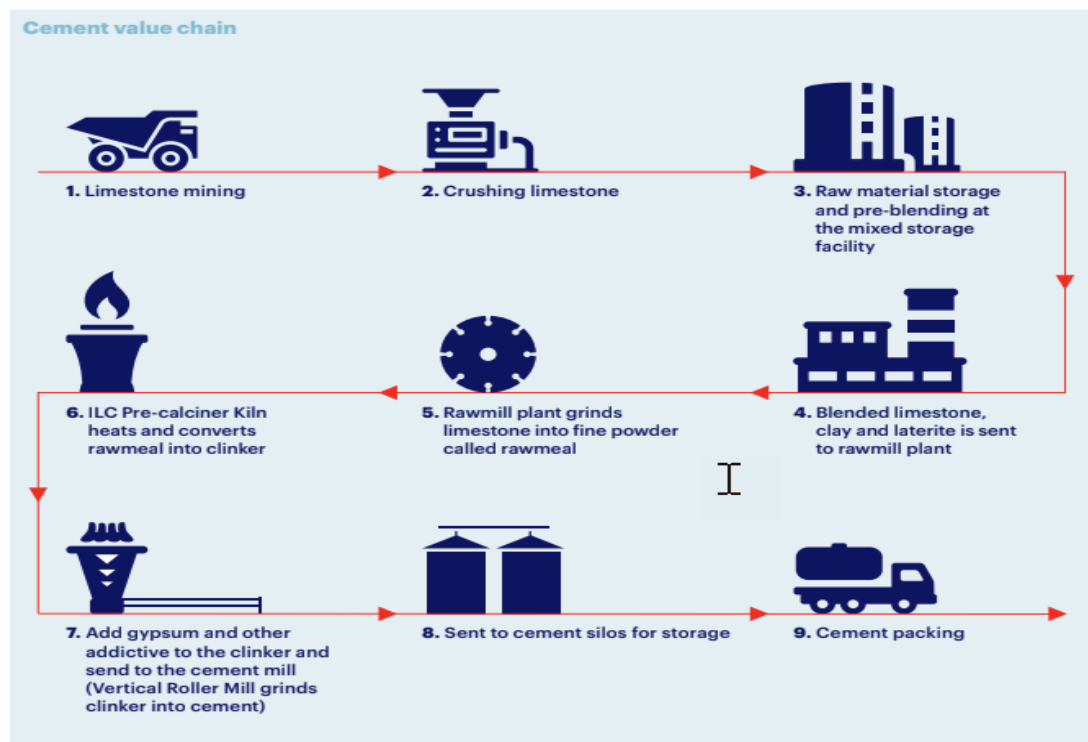 Cement value chain
1. Limestone mining
2. Crushing limestone
3. Raw material storage
and pre-blending at
the mixed storage
facility
4. Blended limestone,
clay and laterite is sent
to rawmill plant
5. Rawmill plant grinds
limestone into fine powder
called rawmeal
6. ILC Pre-calciner Kiln
heats and converts
rawmeal into clinker
7. Add gypsum and other
addictive to the clinker and
send to the cement mill
(Vertical Roller Mill grinds
clinker into cement)
8. Sent to cement silos for storage
9. Cement packing